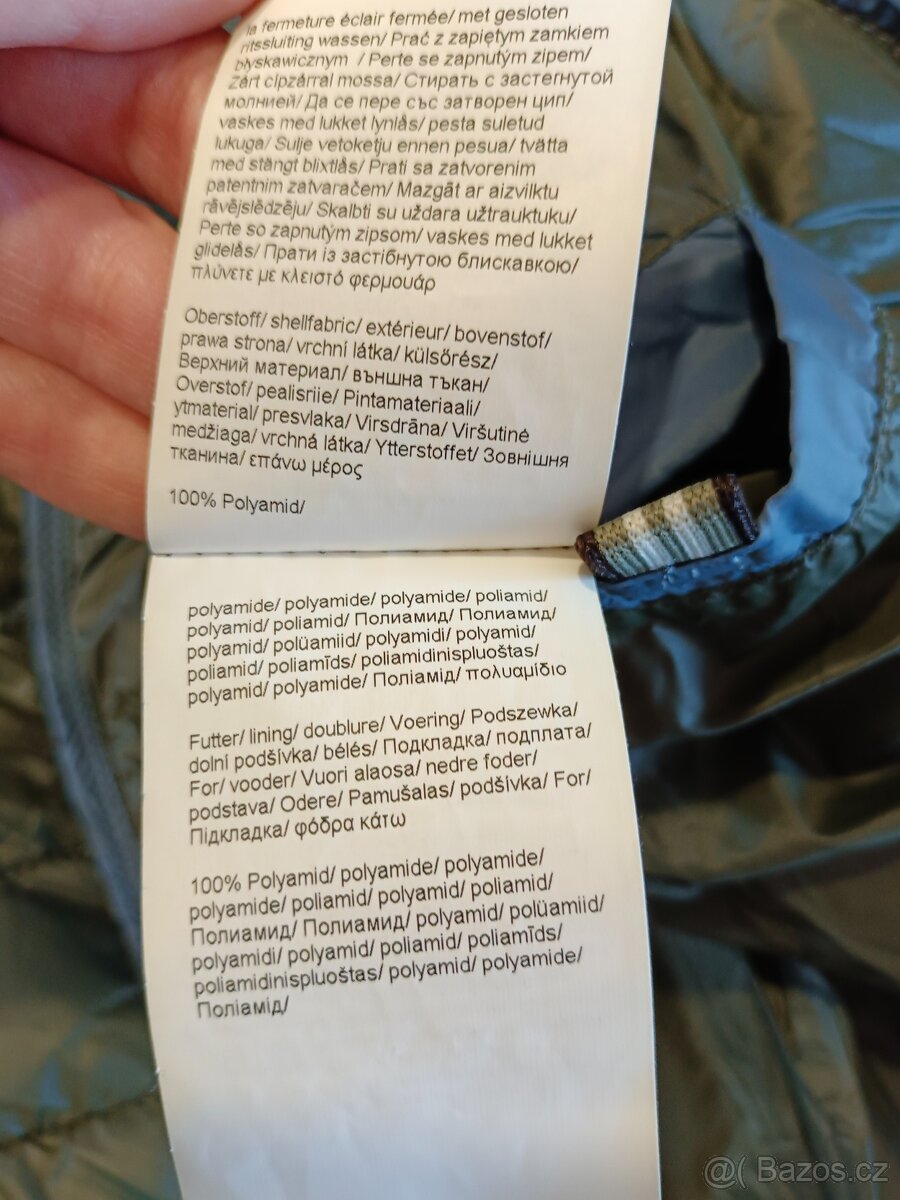 la fermeture éclair fermée/ met gesloten
ritssluiting wassen/ Prać z zapiętym zamkiem
błyskawicznym / Perte se zapnutým zipem/
Zárt cipzárral mossa/ Стирать с застегнутой
молнией/ Да се пере със затворен цип/
vaskes med lukket lynlås/ pesta suletud
lukuga/ Sulje vetoketju ennen pesua/ tvätta
med stängt blixtlås/ Prati sa zatvorenim
patentnim zatvaračem/ Mazgāt ar aizvilktu
rāvējslēdzēju/ Skalbti su uždara užtrauktuku/
Perte so zapnutým zipsom/ vaskes med lukket
glidelås/ Прати із застібнутою блискавкою/
πλύνετε με κλειστό φερμουάρ
Oberstoff/ shellfabric/ extérieur/ bovenstof/
prawa strona/ vrchní látka/ külsőrész/
Верхний материал/ външна тъкан/
Overstof/ pealisriie/ Pintamateriaali/
ytmaterial/ presvlaka/ Virsdrāna/ Viršutinė
medžiaga/ vrchná látka/ Ytterstoffet/ Зовнішня
тканина/ επάνω μέρος
100% Polyamid/
polyamide/ polyamide/ polyamide/ poliamid/
polyamid/ poliamid/ Полиамид/ Полиамид/
polyamid/ polüamiid/ polyamidi/ polyamid/
poliamid/ poliamīds/ poliamidinispluoštas/
polyamid/ polyamide/ Поліамід/ πολυαμίδιο
Futter/ lining/ doublure/ Voering/ Podszewka/
dolní podšívka/ bélés/ Подкладка/ подплата/
For/ vooder/ Vuori alaosa/ nedre foder/
podstava/ Odere/ Pamušalas/ podšívka/ For/
Підкладка/ φόδρα κάτω
100% Polyamid/ polyamide/ polyamide/
polyamide/ poliamid/ polyamid/ poliamid/
Полиамид/ Полиамид/ polyamid/ polüamiid/
polyamidi/ polyamid/ poliamid/ poliamīds/
poliamidinispluoštas/ polyamid/ polyamide/
Поліамід/
@( Bazos.cz